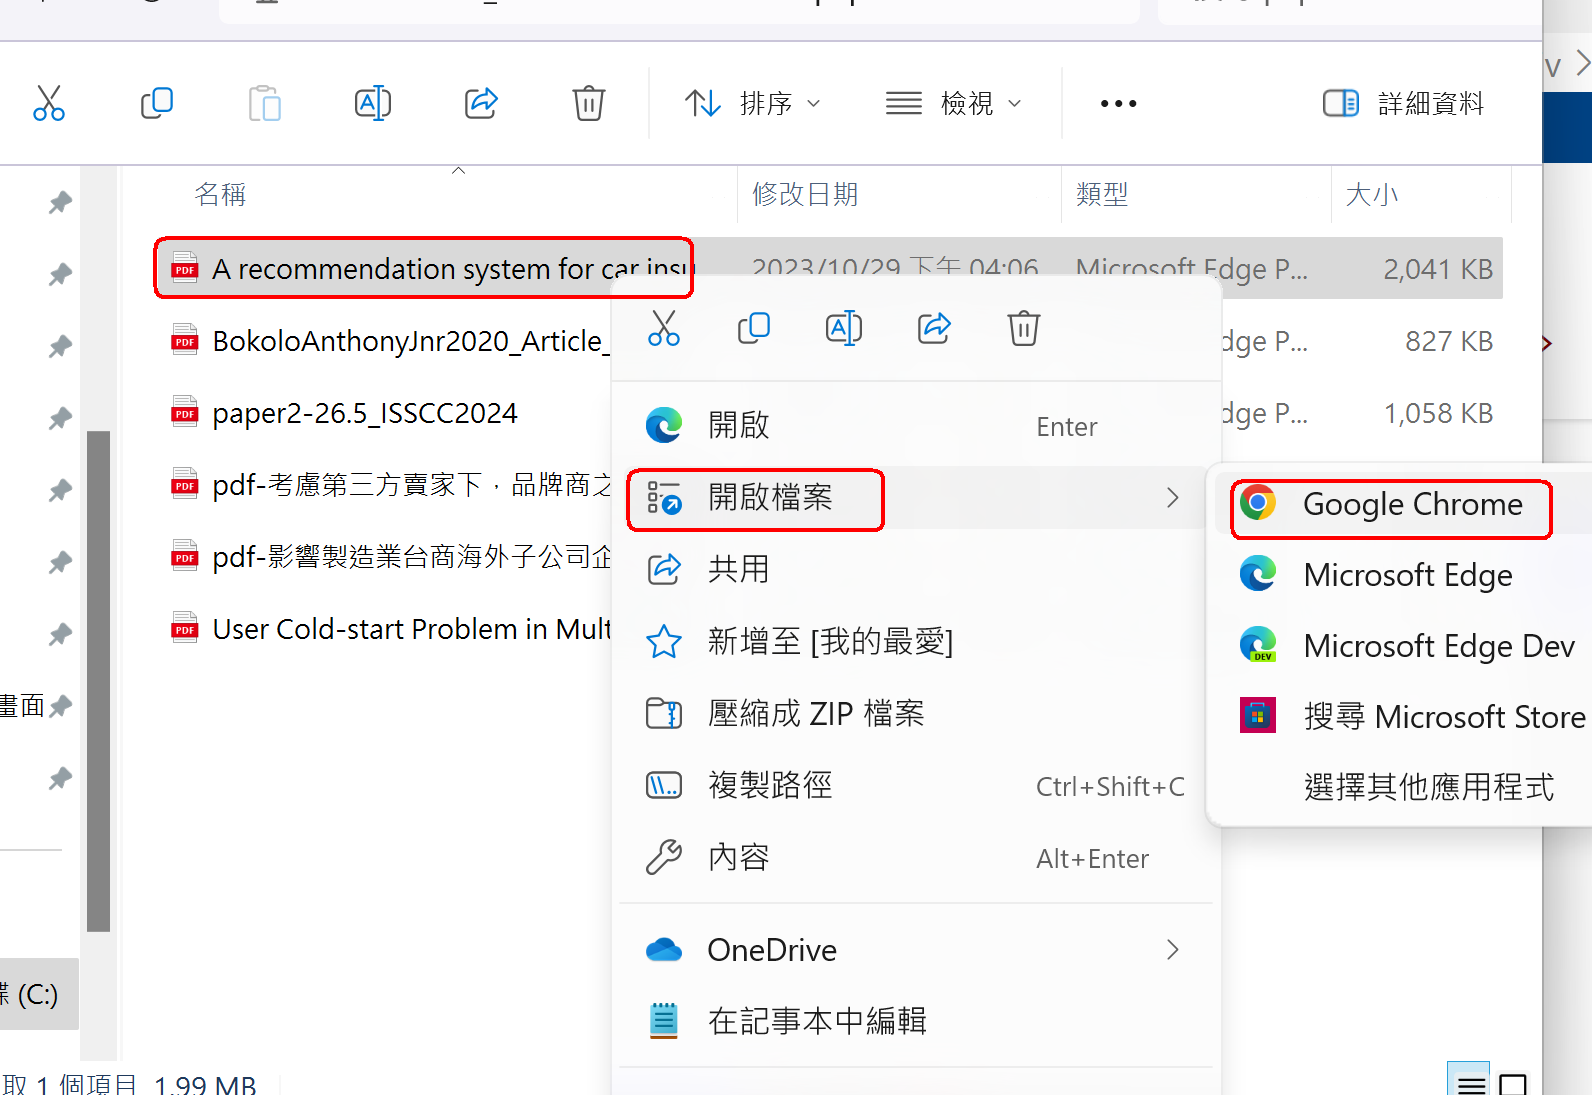 排序
檢視
詳細資料
名稱
修改日期
類型
大小
A recommendation system for car insu
2023/10/29 下午 04:06
Microsoft Edge P...
2,041 KB
BokoloAnthonyJnr2020_Article_
dge P...
827 KB
paper2-26.5_ISSCC2024
dge P...
1,058 KB
pdf-考慮第三方賣家下，品牌商之
pdf-影響製造業台商海外子公司企
User Cold-start Problem in Mult
開啟
Enter
開啟檔案
共用
新增至 [我的最愛]
壓縮成 ZIP 檔案
複製路徑
Ctrl+Shift+C
內容
Alt+Enter
OneDrive
在記事本中編輯
Google Chrome
Microsoft Edge
Microsoft Edge Dev
搜尋 Microsoft Store
選擇其他應用程式
畫面
碟 (C:)
取 1 個項目 1.99 MB